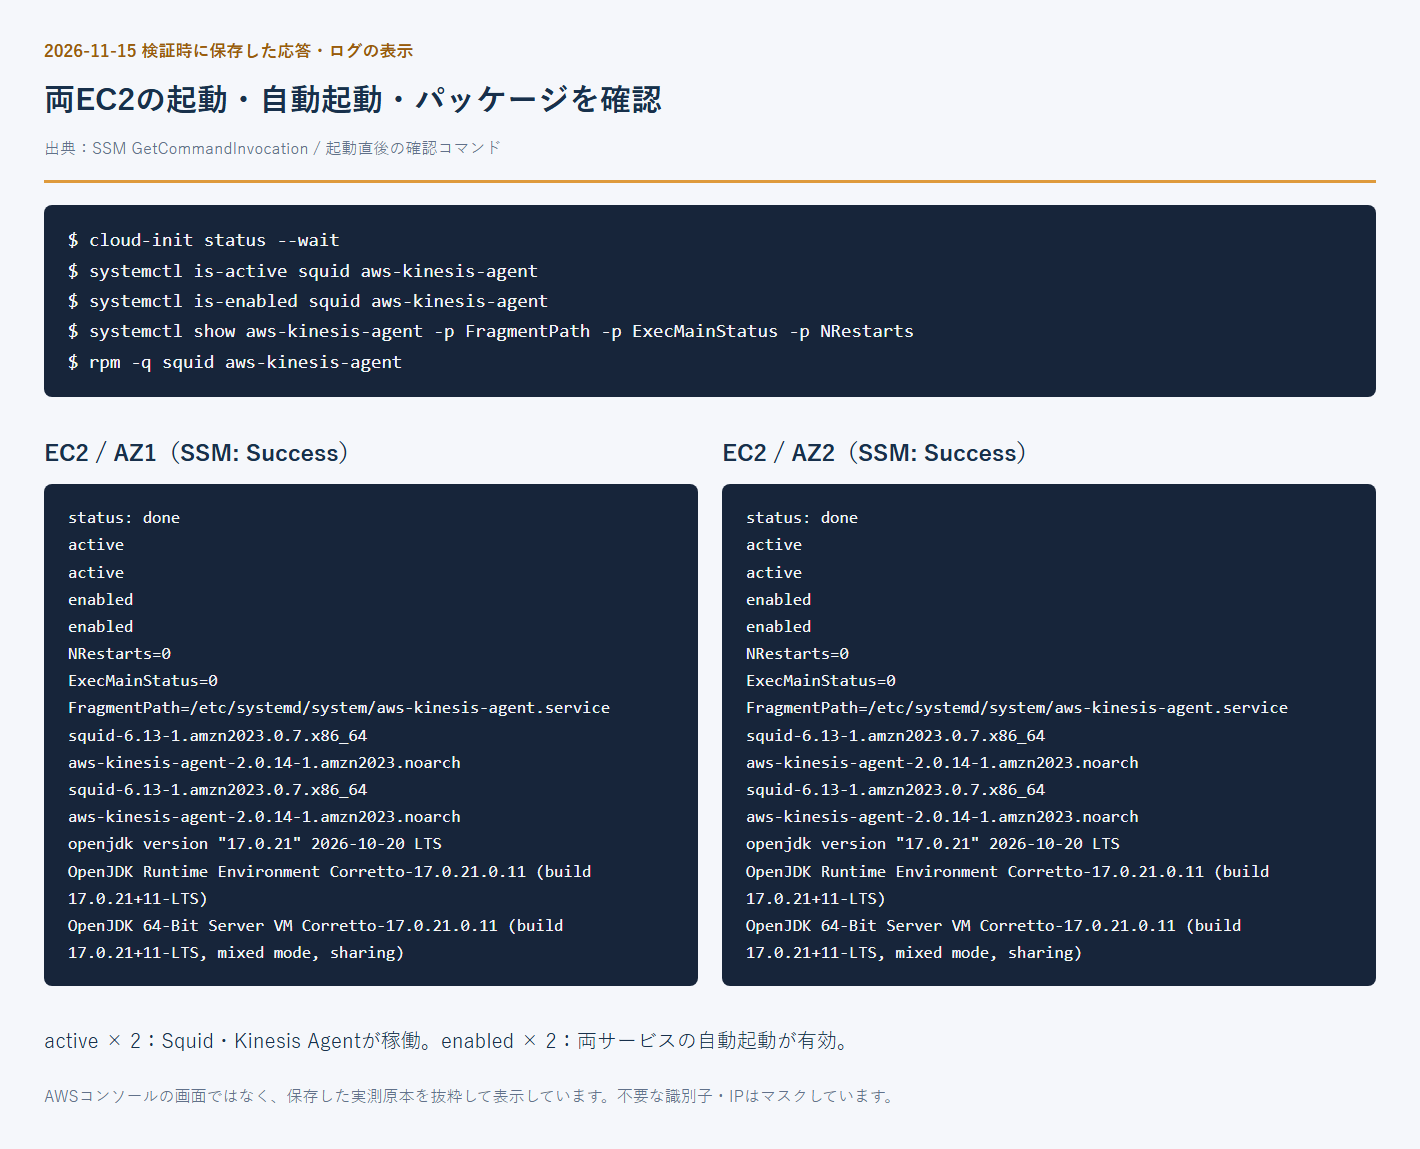 2026-11-15 検証時に保存した応答・ログの表示
両EC2の起動・自動起動・パッケージを確認
出典：SSM GetCommandInvocation / 起動直後の確認コマンド
$ cloud-init status --wait
$ systemctl is-active squid aws-kinesis-agent
$ systemctl is-enabled squid aws-kinesis-agent
$ systemctl show aws-kinesis-agent -p FragmentPath -p ExecMainStatus -p NRestarts
$ rpm -q squid aws-kinesis-agent
EC2 / AZ1（SSM: Success）
status: done
active
active
enabled
enabled
NRestarts=0
ExecMainStatus=0
FragmentPath=/etc/systemd/system/aws-kinesis-agent.service
squid-6.13-1.amzn2023.0.7.x86_64
aws-kinesis-agent-2.0.14-1.amzn2023.noarch
squid-6.13-1.amzn2023.0.7.x86_64
aws-kinesis-agent-2.0.14-1.amzn2023.noarch
openjdk version "17.0.21" 2026-10-20 LTS
OpenJDK Runtime Environment Corretto-17.0.21.0.11 (build
17.0.21+11-LTS)
OpenJDK 64-Bit Server VM Corretto-17.0.21.0.11 (build
17.0.21+11-LTS, mixed mode, sharing)
EC2 / AZ2（SSM: Success）
status: done
active
active
enabled
enabled
NRestarts=0
ExecMainStatus=0
FragmentPath=/etc/systemd/system/aws-kinesis-agent.service
squid-6.13-1.amzn2023.0.7.x86_64
aws-kinesis-agent-2.0.14-1.amzn2023.noarch
squid-6.13-1.amzn2023.0.7.x86_64
aws-kinesis-agent-2.0.14-1.amzn2023.noarch
openjdk version "17.0.21" 2026-10-20 LTS
OpenJDK Runtime Environment Corretto-17.0.21.0.11 (build
17.0.21+11-LTS)
OpenJDK 64-Bit Server VM Corretto-17.0.21.0.11 (build
17.0.21+11-LTS, mixed mode, sharing)
active × 2：Squid・Kinesis Agentが稼働。enabled × 2：両サービスの自動起動が有効。
AWSコンソールの画面ではなく、保存した実測原本を抜粋して表示しています。不要な識別子・IPはマスクしています。